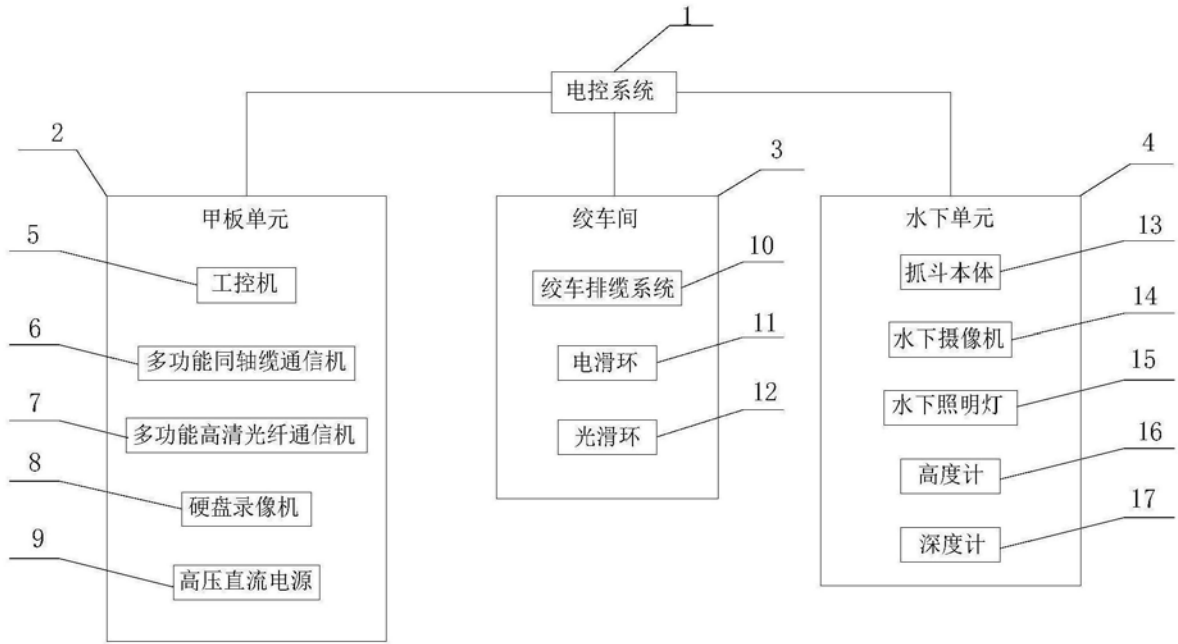 1
电控系统
2
甲板单元
5
工控机
6
多功能同轴缆通信机
7
多功能高清光纤通信机
8
硬盘录像机
9
高压直流电源
3
绞车间
10
绞车排缆系统
11
电滑环
12
光滑环
4
水下单元
13
抓斗本体
14
水下摄像机
15
水下照明灯
16
高度计
17
深度计